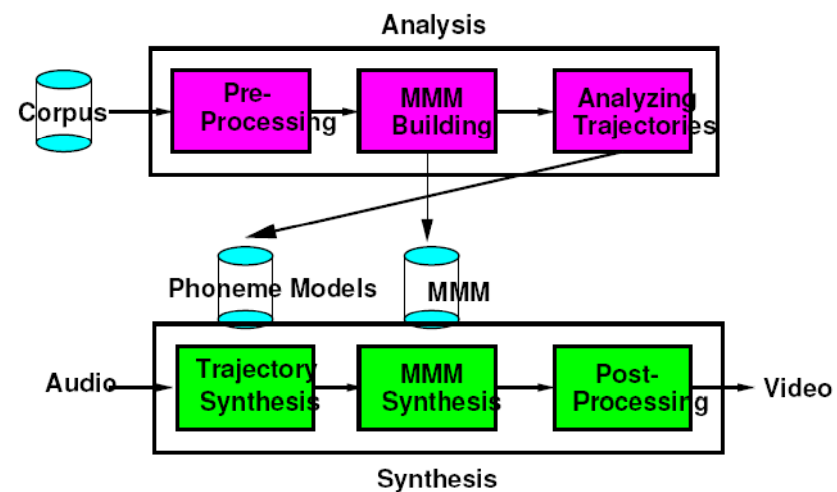 Analysis
Corpus
Pre-
Processing
MMM
Building
Analyzing
Trajectories
Phoneme Models
MMM
Audio
Trajectory
Synthesis
MMM
Synthesis
Post-
Processing
Video
Synthesis